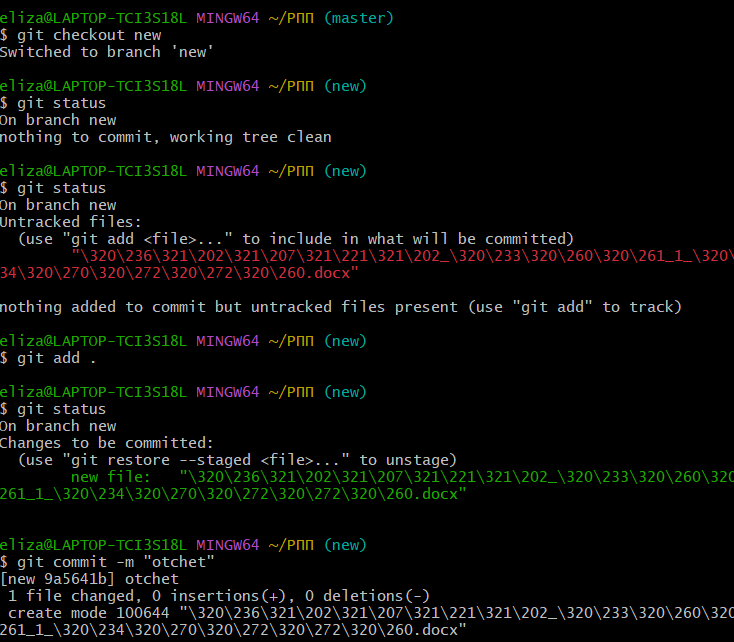 eliza@LAPTOP-TCI3S18L MINGW64 ~/РПП (master)
$ git checkout new
Switched to branch 'new'
eliza@LAPTOP-TCI3S18L MINGW64 ~/РПП (new)
$ git status
On branch new
nothing to commit, working tree clean
eliza@LAPTOP-TCI3S18L MINGW64 ~/РПП (new)
$ git status
On branch new
Untracked files:
(use "git add <file>..." to include in what will be committed)
"\320\236\321\202\321\207\321\221\321\202_\320\233\320\260\320\261_1_\320\
34\320\270\320\272\320\272\320\260.docx"
nothing added to commit but untracked files present (use "git add" to track)
eliza@LAPTOP-TCI3S18L MINGW64 ~/РПП (new)
$ git add .
eliza@LAPTOP-TCI3S18L MINGW64 ~/РПП (new)
$ git status
On branch new
Changes to be committed:
(use "git restore --staged <file>..." to unstage)
new file: "\320\236\321\202\321\207\321\221\321\202_\320\233\320\260\320
261_1_\320\234\320\270\320\272\320\272\320\260.docx"
eliza@LAPTOP-TCI3S18L MINGW64 ~/РПП (new)
$ git commit -m "otchet"
[new 9a5641b] otchet
1 file changed, 0 insertions(+), 0 deletions(-)
create mode 100644 "\320\236\321\202\321\207\321\221\321\202_\320\233\320\260\320
261_1_\320\234\320\270\320\272\320\272\320\260.docx"